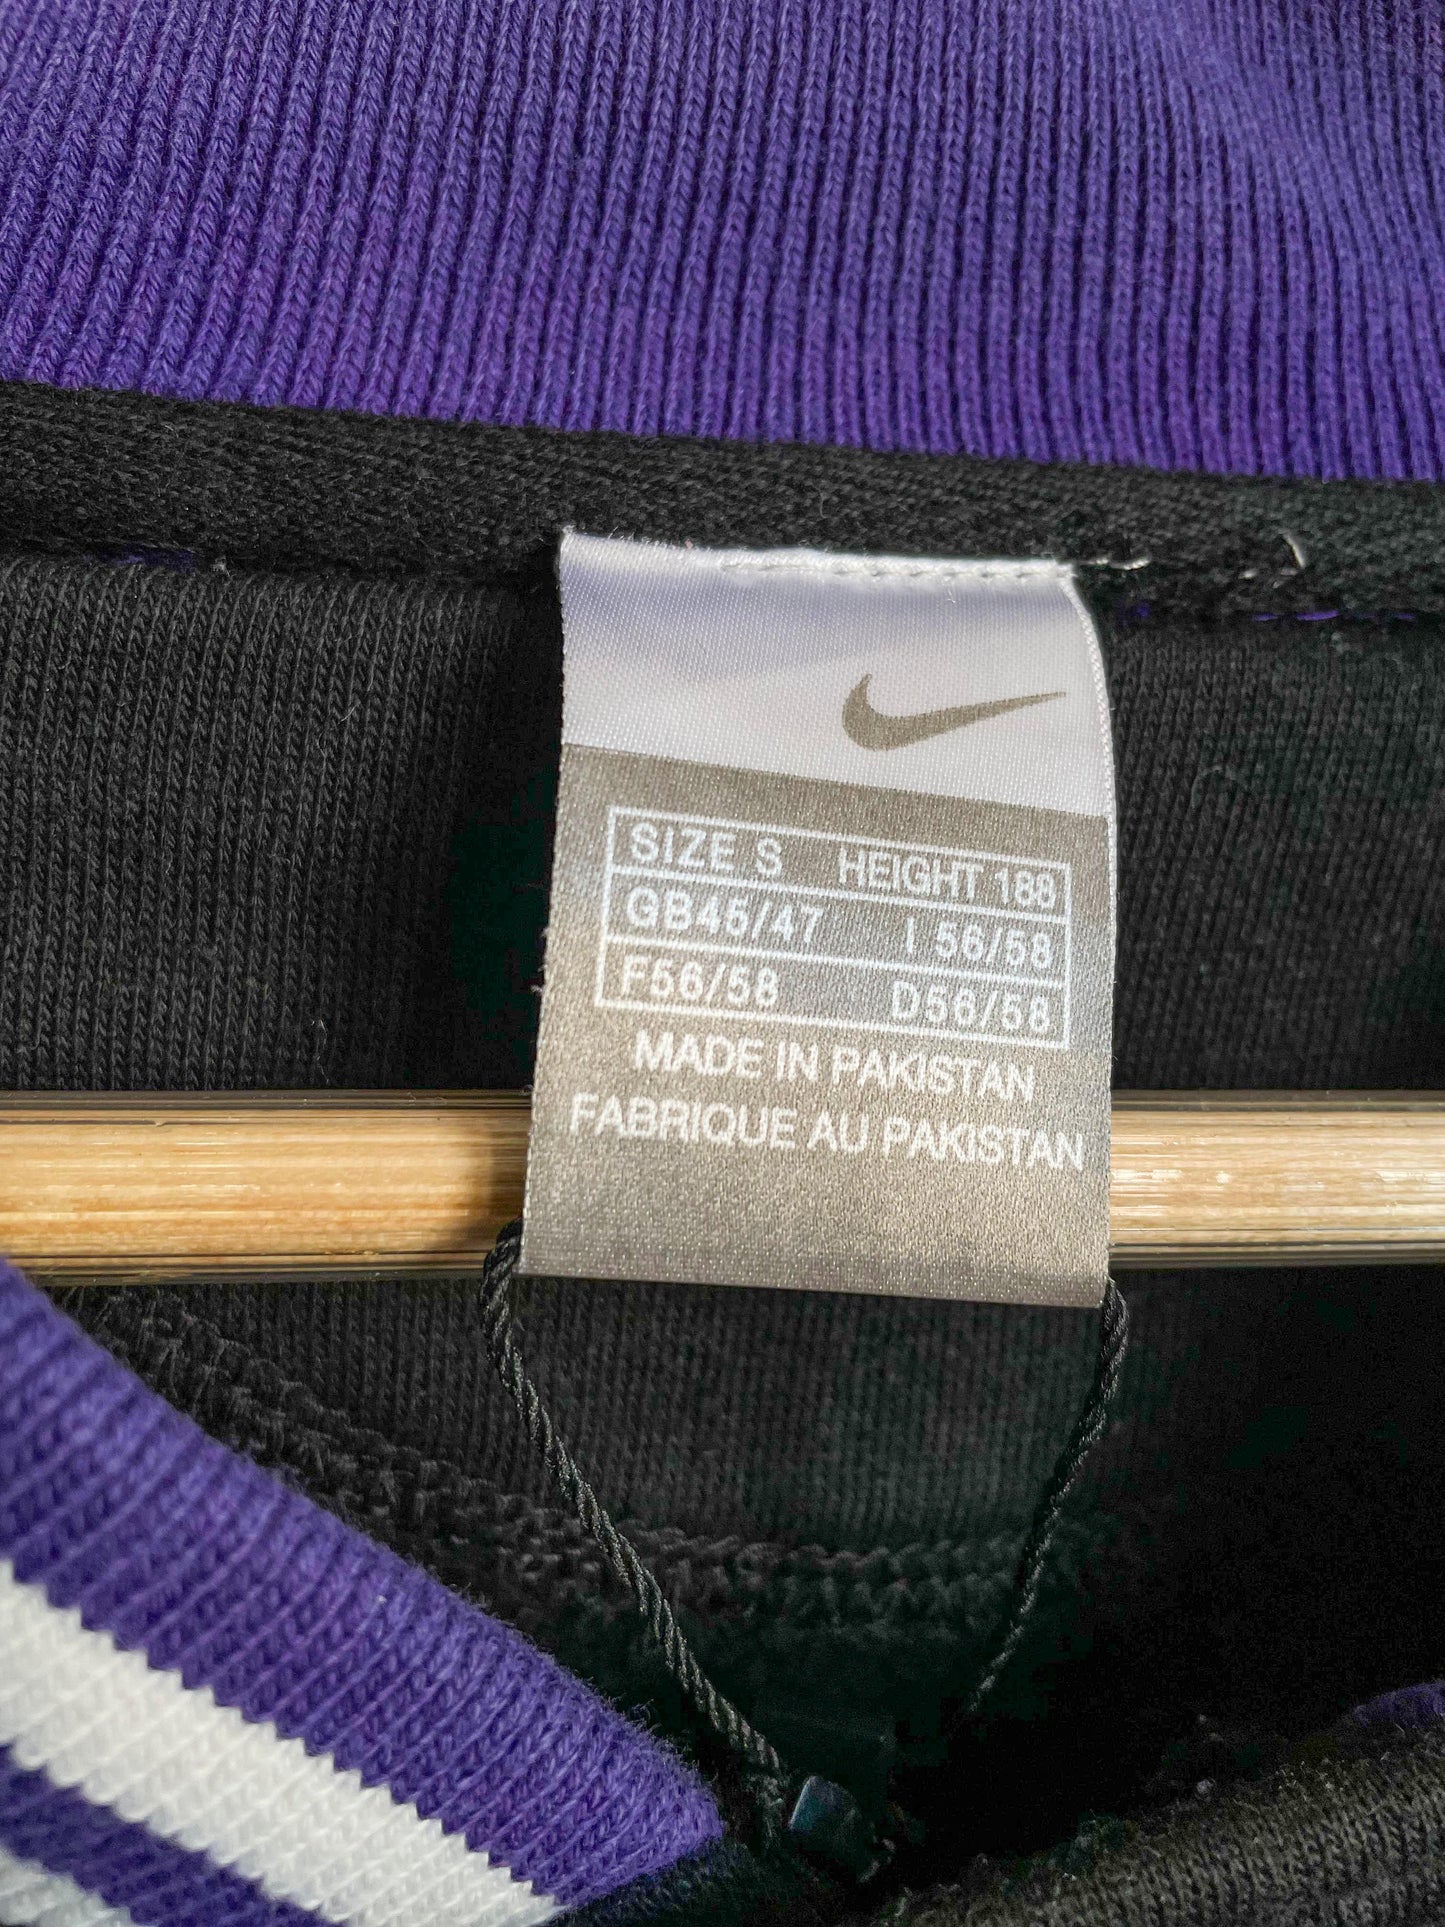 SIZE S HEIGHT 188
GB45/47 I 56/58
F56/58 D56/58
MADE IN PAKISTAN
FABRIQUE AU PAKISTAN